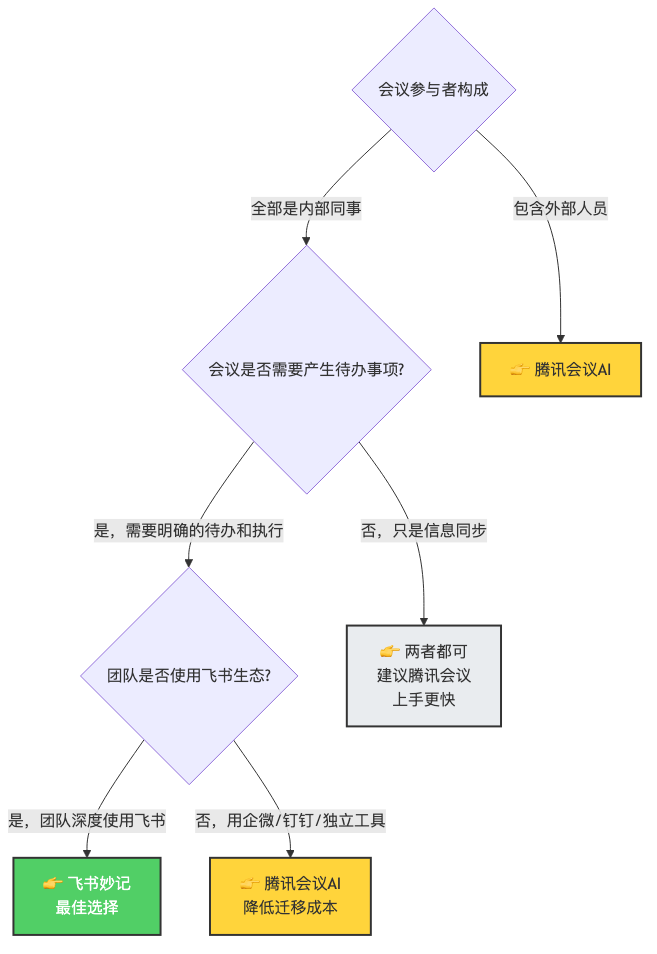 会议参与者构成
全部是内部同事
包含外部人员
会议是否需要产生待办事项?
👉 腾讯会议AI
是，需要明确的待办和执行
否，只是信息同步
团队是否使用飞书生态?
👉 两者都可
建议腾讯会议
上手更快
是，团队深度使用飞书
否，用企微/钉钉/独立工具
👉 飞书妙记
最佳选择
👉 腾讯会议AI
降低迁移成本